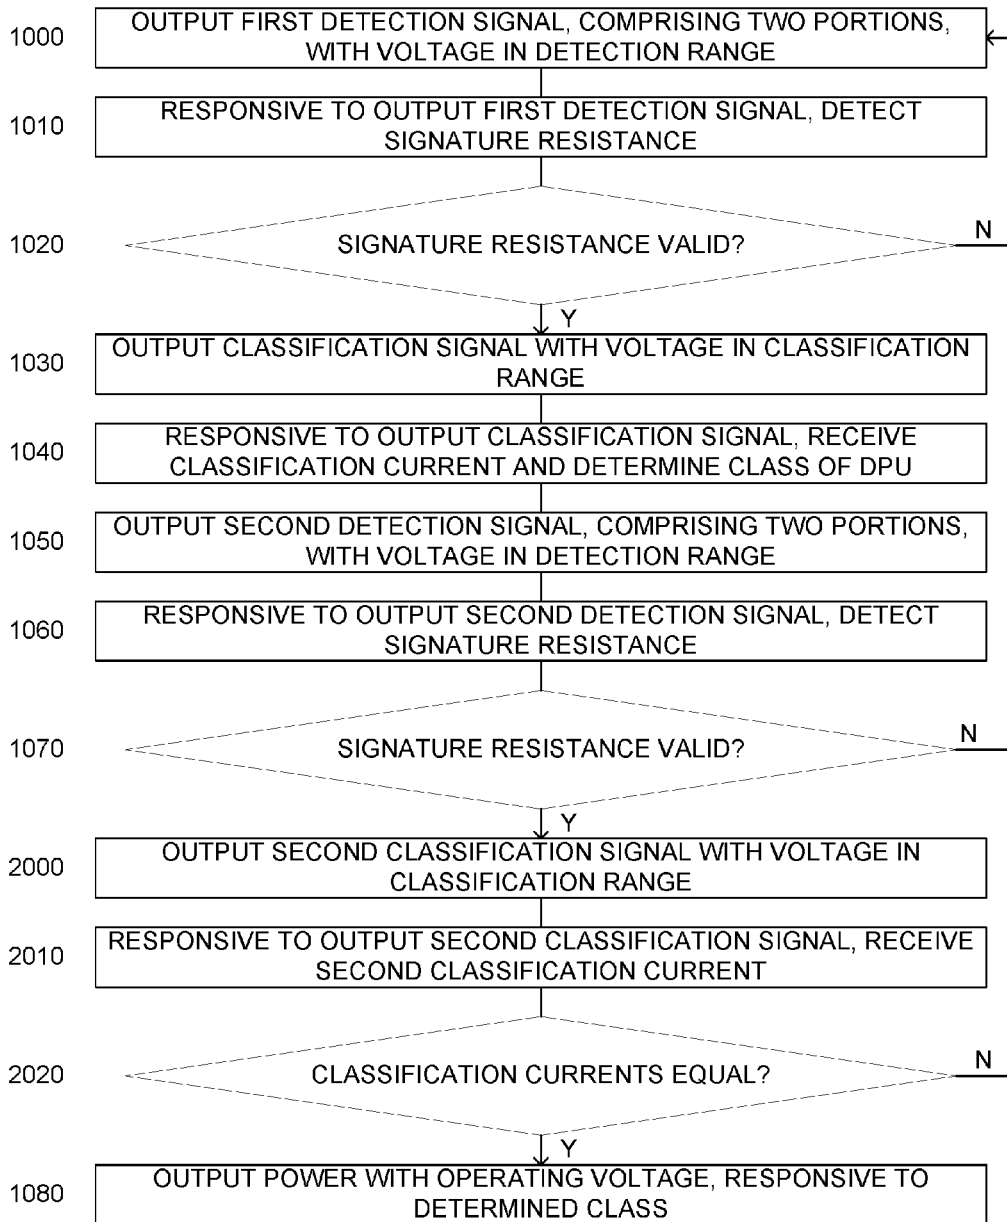 1000
OUTPUT FIRST DETECTION SIGNAL, COMPRISING TWO PORTIONS,
WITH VOLTAGE IN DETECTION RANGE
1010
RESPONSIVE TO OUTPUT FIRST DETECTION SIGNAL, DETECT
SIGNATURE RESISTANCE
1020
SIGNATURE RESISTANCE VALID?
N
Y
1030
OUTPUT CLASSIFICATION SIGNAL WITH VOLTAGE IN CLASSIFICATION
RANGE
1040
RESPONSIVE TO OUTPUT CLASSIFICATION SIGNAL, RECEIVE
CLASSIFICATION CURRENT AND DETERMINE CLASS OF DPU
1050
OUTPUT SECOND DETECTION SIGNAL, COMPRISING TWO PORTIONS,
WITH VOLTAGE IN DETECTION RANGE
1060
RESPONSIVE TO OUTPUT SECOND DETECTION SIGNAL, DETECT
SIGNATURE RESISTANCE
1070
SIGNATURE RESISTANCE VALID?
N
Y
2000
OUTPUT SECOND CLASSIFICATION SIGNAL WITH VOLTAGE IN
CLASSIFICATION RANGE
2010
RESPONSIVE TO OUTPUT SECOND CLASSIFICATION SIGNAL, RECEIVE
SECOND CLASSIFICATION CURRENT
2020
CLASSIFICATION CURRENTS EQUAL?
N
Y
1080
OUTPUT POWER WITH OPERATING VOLTAGE, RESPONSIVE TO
DETERMINED CLASS